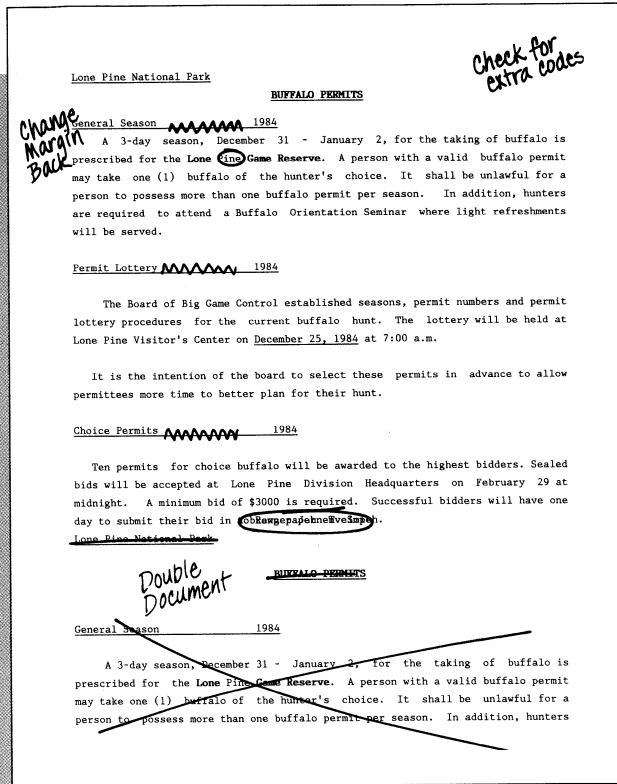 Check for
extra codes
Lone Pine National Park
BUFFALO PERMITS
Change
Margin
Back
General Season 1984
A 3-day season, December 31 - January 2, for the taking of buffalo is
prescribed for the Lone Pine Game Reserve. A person with a valid buffalo permit
may take one (1) buffalo of the hunter's choice. It shall be unlawful for a
person to possess more than one buffalo permit per season. In addition, hunters
are required to attend a Buffalo Orientation Seminar where light refreshments
will be served.
Permit Lottery 1984
The Board of Big Game Control established seasons, permit numbers and permit
lottery procedures for the current buffalo hunt. The lottery will be held at
Lone Pine Visitor's Center on December 25, 1984 at 7:00 a.m.
It is the intention of the board to select these permits in advance to allow
permittees more time to better plan for their hunt.
Choice Permits 1984
Ten permits for choice buffalo will be awarded to the highest bidders. Sealed
bids will be accepted at Lone Pine Division Headquarters on February 29 at
midnight. A minimum bid of $3000 is required. Successful bidders will have one
day to submit their bid in
Lone Pine National Park
Double
Document
BUFFALO PERMITS
General Season 1984
A 3-day season, December 31 - January 2, for the taking of buffalo is
prescribed for the Lone Pine Game Reserve. A person with a valid buffalo permit
may take one (1) buffalo of the hunter's choice. It shall be unlawful for a
person to possess more than one buffalo permit per season. In addition, hunters